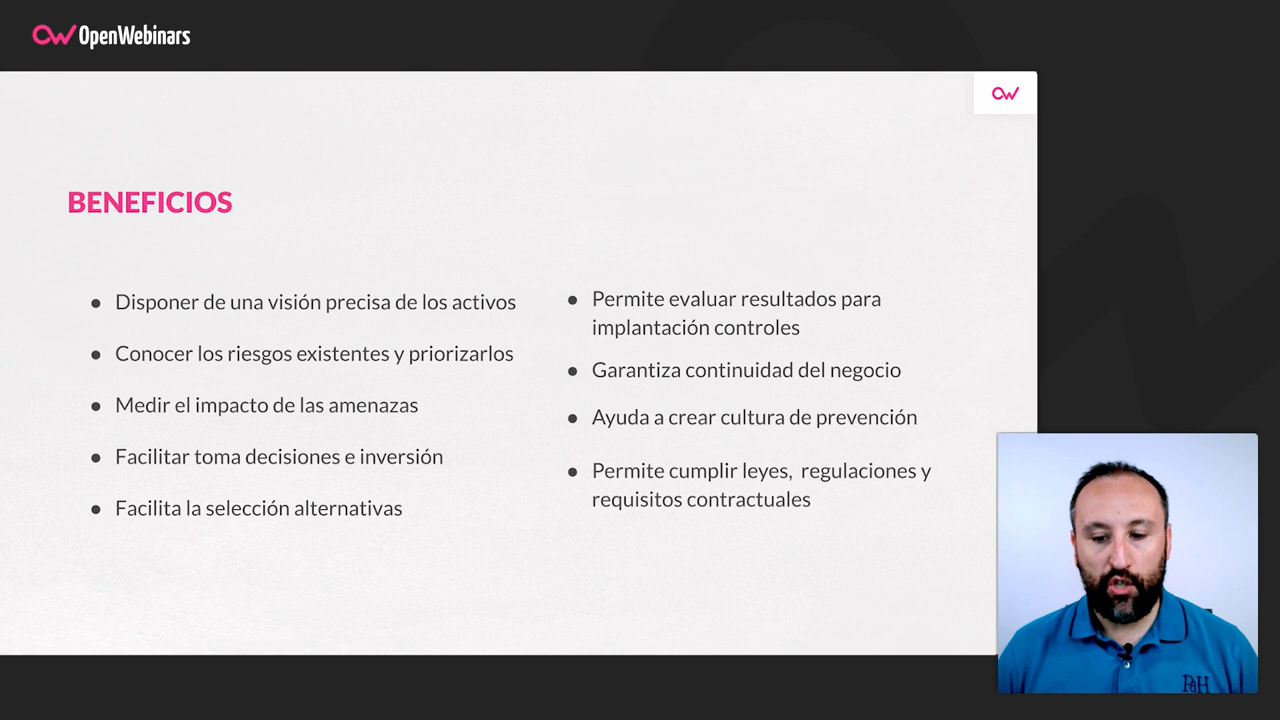 OpenWebinars
BENEFICIOS
● Disponer de una visión precisa de los activos
● Conocer los riesgos existentes y priorizarlos
● Medir el impacto de las amenazas
● Facilitar toma decisiones e inversión
● Facilita la selección alternativas
● Permite evaluar resultados para
implantación controles
● Garantiza continuidad del negocio
● Ayuda a crear cultura de prevención
● Permite cumplir leyes,  regulaciones y
requisitos contractuales
PdH